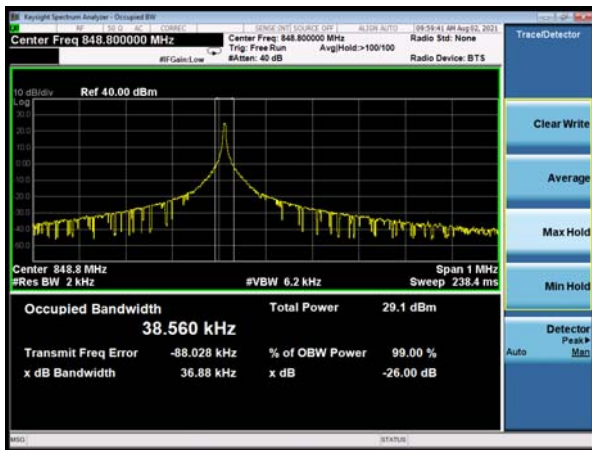 Keysight Spectrum Analyzer - Occupied BW
RF 50 Ω AC CORREC SENSE:INT SOURCE OFF ALIGN AUTO 09:59:41 AM Aug 02, 2021
Center Freq 848.800000 MHz Center Freq: 848.800000 MHz Radio Std: None Trace/Detector
Trig: Free Run Avg|Hold:>100/100
#IFGain:Low #Atten: 40 dB Radio Device: BTS
10 dB/div Ref 40.00 dBm
Log
30.0
20.0
10.0
0.00
-10.0
-20.0
-30.0
-40.0
-50.0
Clear Write
Average
Max Hold
Min Hold
Center 848.8 MHz Span 1 MHz
#Res BW 2 kHz #VBW 6.2 kHz Sweep 238.4 ms
Occupied Bandwidth Total Power 29.1 dBm
38.560 kHz
Transmit Freq Error -88.028 kHz % of OBW Power 99.00 %
x dB Bandwidth 36.88 kHz x dB -26.00 dB
Detector
Peak▶
Auto Man
MSG STATUS